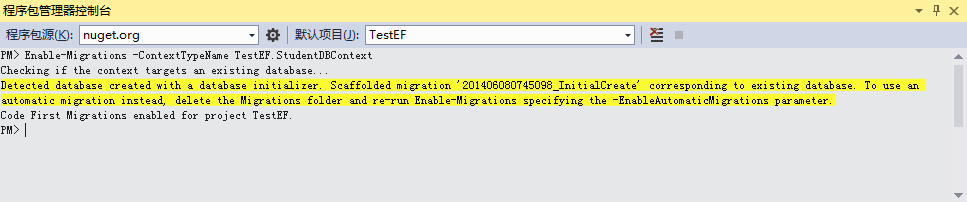 程序包管理器控制台
程序包源(K): nuget.org 默认项目(J): TestEF
PM> Enable-Migrations -ContextTypeName TestEF.StudentDBContext
Checking if the context targets an existing database...
Detected database created with a database initializer. Scaffolded migration '201406080745098_InitialCreate' corresponding to existing database. To use an
automatic migration instead, delete the Migrations folder and re-run Enable-Migrations specifying the -EnableAutomaticMigrations parameter.
Code First Migrations enabled for project TestEF.
PM>